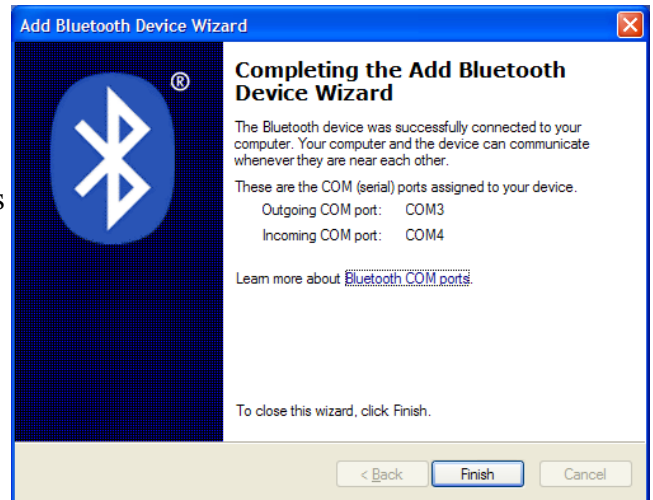 Add Bluetooth Device Wizard
®
Completing the Add Bluetooth
Device Wizard
The Bluetooth device was successfully connected to your
computer. Your computer and the device can communicate
whenever they are near each other.
s
These are the COM (serial) ports assigned to your device.
Outgoing COM port: COM3
Incoming COM port: COM4
Learn more about Bluetooth COM ports.
To close this wizard, click Finish.
< Back Finish Cancel